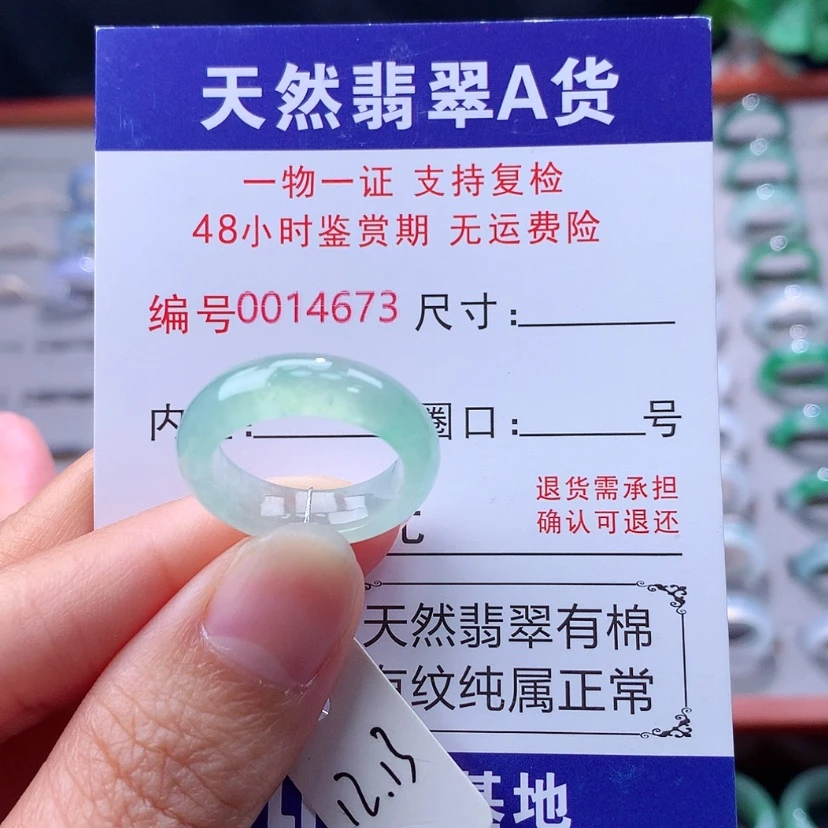 天然翡翠A货
一物一证 支持复检
48小时鉴赏期 无运费险
编号0014673 尺寸:
内 : 圈口: 号
退货需承担
确认可退还
元
天然翡翠有棉
有纹纯属正常
基地
12.13